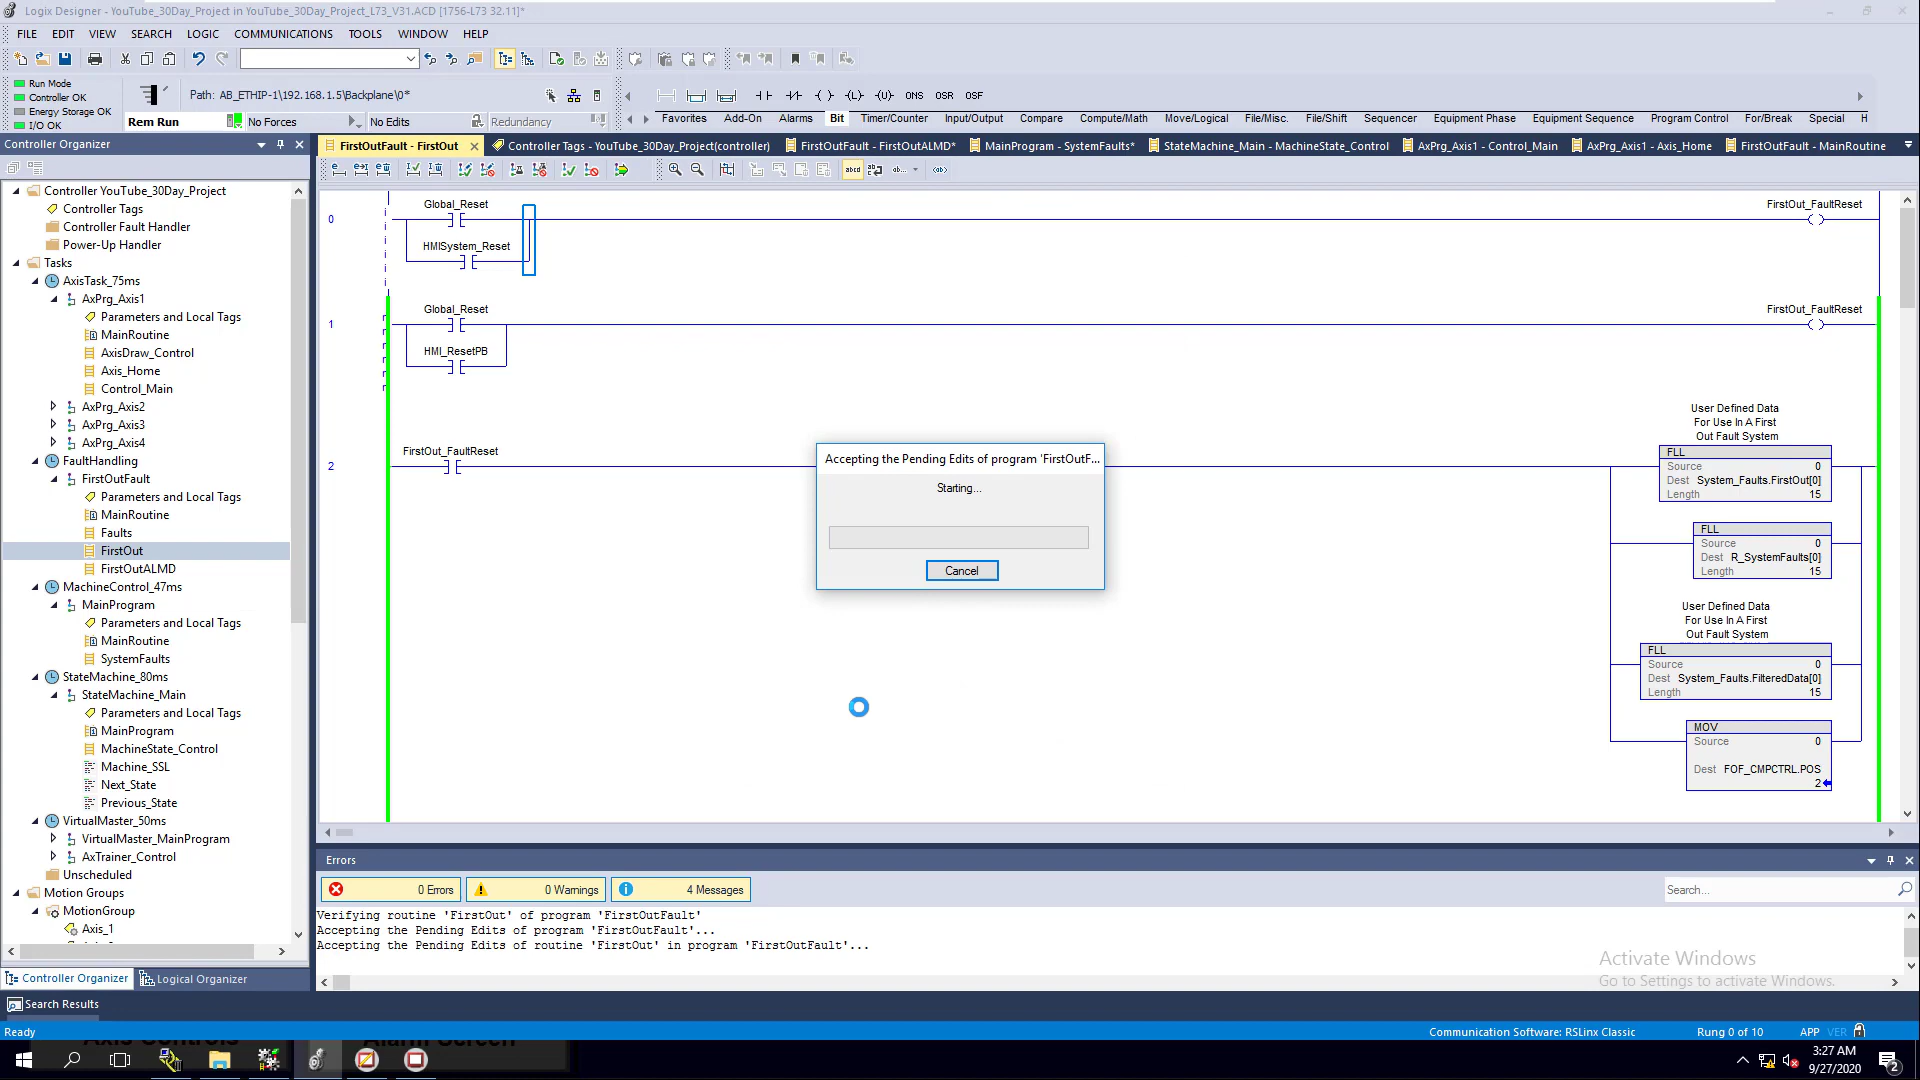 Logix Designer - YouTube_30Day_Project in YouTube_30Day_Project_L73_V31.ACD [1756-L73 32.11]*
FILE EDIT VIEW SEARCH LOGIC COMMUNICATIONS TOOLS WINDOW HELP
Run Mode
Controller OK
Energy Storage OK
I/O OK
Path: AB_ETHIP-1\192.168.1.5\Backplane\0*
Rem Run No Forces No Edits Redundancy
ONS OSR OSF
Favorites Add-On Alarms Bit Timer/Counter Input/Output Compare Compute/Math Move/Logical File/Misc. File/Shift Sequencer Equipment Phase Equipment Sequence Program Control For/Break Special H
Controller Organizer
FirstOutFault - FirstOut Controller Tags - YouTube_30Day_Project(controller) FirstOutFault - FirstOutALMD* MainProgram - SystemFaults* StateMachine_Main - MachineState_Control AxPrg_Axis1 - Control_Main AxPrg_Axis1 - Axis_Home FirstOutFault - MainRoutine
Controller YouTube_30Day_Project
Controller Tags
Controller Fault Handler
Power-Up Handler
Tasks
AxisTask_75ms
AxPrg_Axis1
Parameters and Local Tags
MainRoutine
AxisDraw_Control
Axis_Home
Control_Main
AxPrg_Axis2
AxPrg_Axis3
AxPrg_Axis4
FaultHandling
FirstOutFault
Parameters and Local Tags
MainRoutine
Faults
FirstOut
FirstOutALMD
MachineControl_47ms
MainProgram
Parameters and Local Tags
MainRoutine
SystemFaults
StateMachine_80ms
StateMachine_Main
Parameters and Local Tags
MainProgram
MachineState_Control
Machine_SSL
Next_State
Previous_State
VirtualMaster_50ms
VirtualMaster_MainProgram
AxTrainer_Control
Unscheduled
Motion Groups
MotionGroup
Axis_1
Controller Organizer Logical Organizer
Search Results
0
Global_Reset
FirstOut_FaultReset
HMISystem_Reset
1
Global_Reset
FirstOut_FaultReset
HMI_ResetPB
2
FirstOut_FaultReset
User Defined Data
For Use In A First
Out Fault System
FLL
Source 0
Dest System_Faults.FirstOut[0]
Length 15
FLL
Source 0
Dest R_SystemFaults[0]
Length 15
User Defined Data
For Use In A First
Out Fault System
FLL
Source 0
Dest System_Faults.FilteredData[0]
Length 15
MOV
Source 0
Dest FOF_CMPCTRL.POS
2
Accepting the Pending Edits of program 'FirstOutF...
Starting...
Cancel
Errors
0 Errors 0 Warnings 4 Messages
Search...
Verifying routine 'FirstOut' of program 'FirstOutFault'
Accepting the Pending Edits of program 'FirstOutFault'...
Accepting the Pending Edits of routine 'FirstOut' in program 'FirstOutFault'...
Activate Windows
Go to Settings to activate Windows.
Ready Communication Software: RSLinx Classic Rung 0 of 10 APP VER
3:27 AM
9/27/2020
2